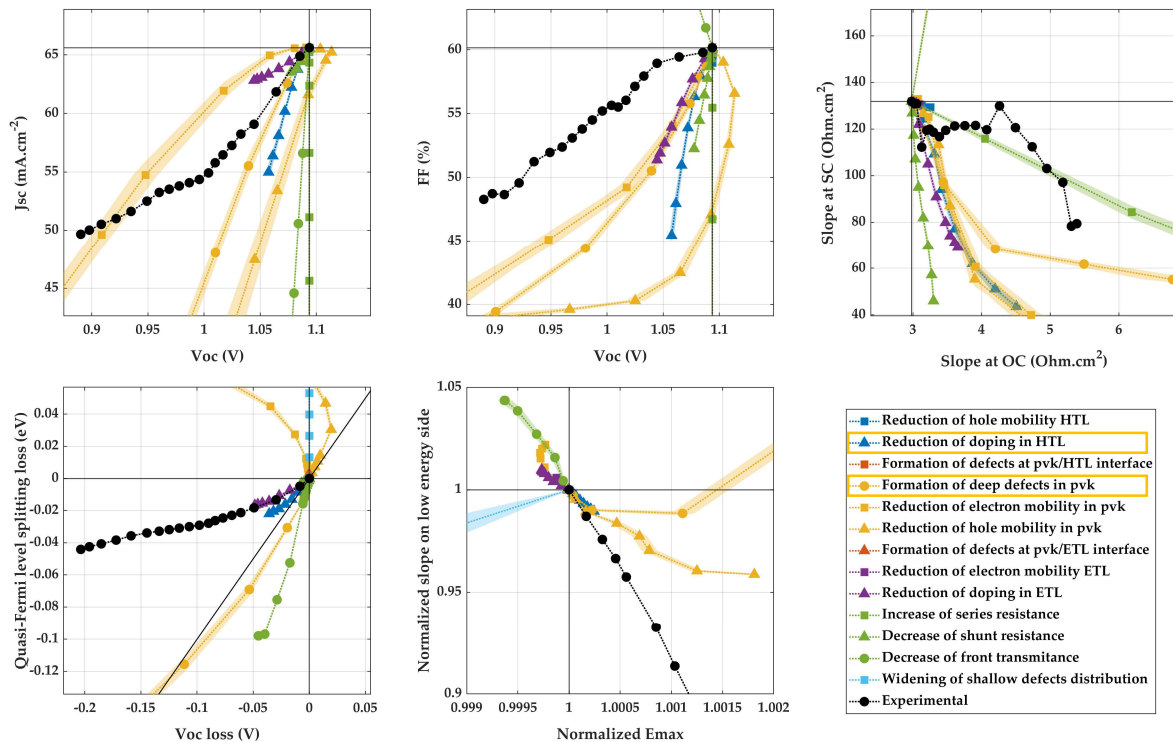 65
60
55
50
45
Jsc (mA.cm-2)
0.9
0.95
1
1.05
1.1
Voc (V)
60
55
50
45
40
FF (%)
0.9
0.95
1
1.05
1.1
Voc (V)
160
140
120
100
80
60
40
Slope at SC (Ohm.cm²)
2
3
4
5
6
Slope at OC (Ohm.cm²)
0.04
0.02
0
-0.02
-0.04
-0.06
-0.08
-0.1
-0.12
Quasi-Fermi level splitting loss (eV)
-0.2
-0.15
-0.1
-0.05
0
0.05
Voc loss (V)
1.05
1
0.95
0.9
Normalized slope on low energy side
0.999
0.9995
1
1.0005
1.001
1.0015
1.002
Normalized Emax
Reduction of hole mobility HTL
Reduction of doping in HTL
Formation of defects at pvk/HTL interface
Formation of deep defects in pvk
Reduction of electron mobility in pvk
Reduction of hole mobility in pvk
Formation of defects at pvk/ETL interface
Reduction of electron mobility ETL
Reduction of doping in ETL
Increase of series resistance
Decrease of shunt resistance
Decrease of front transmitance
Widening of shallow defects distribution
Experimental